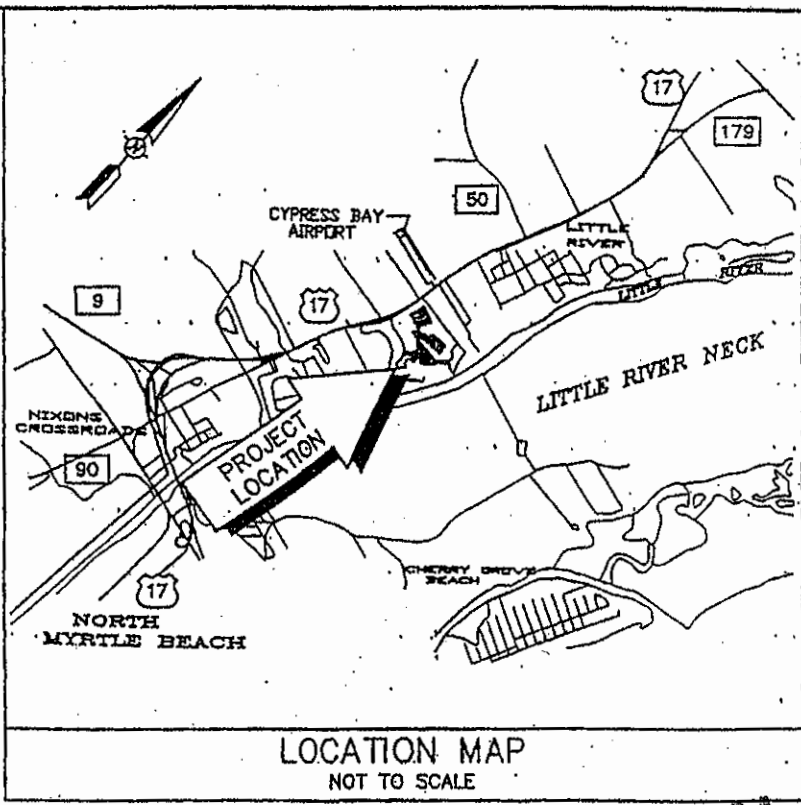 17
179
50
CYPRESS BAY
AIRPORT
LITTLE
RIVER
LITTLE RIVER
17
9
LITTLE RIVER NECK
NIXONS
CROSSROADS
PROJECT
LOCATION
90
CHERRY GROVE
BEACH
17
NORTH
MYRTLE BEACH
LOCATION MAP
NOT TO SCALE